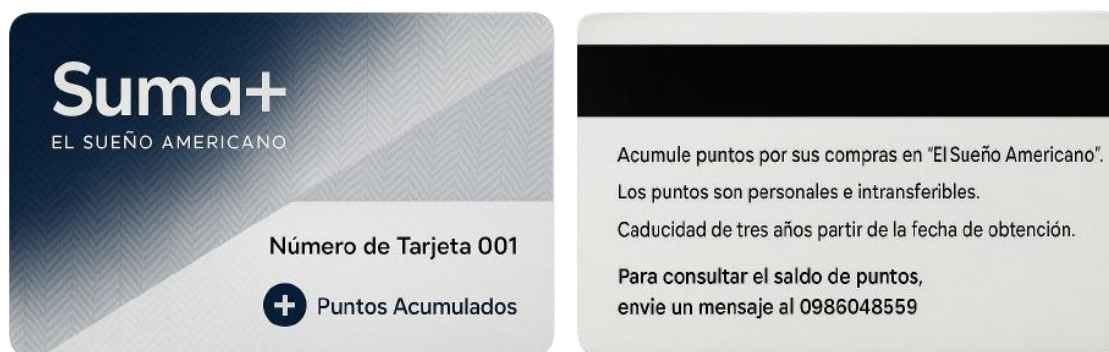 Suma+
EL SUEÑO AMERICANO
Número de Tarjeta 001
+ Puntos Acumulados
Acumule puntos por sus compras en "El Sueño Americano".
Los puntos son personales e intransferibles.
Caducidad de tres años partir de la fecha de obtención.
Para consultar el saldo de puntos,
envie un mensaje al 0986048559